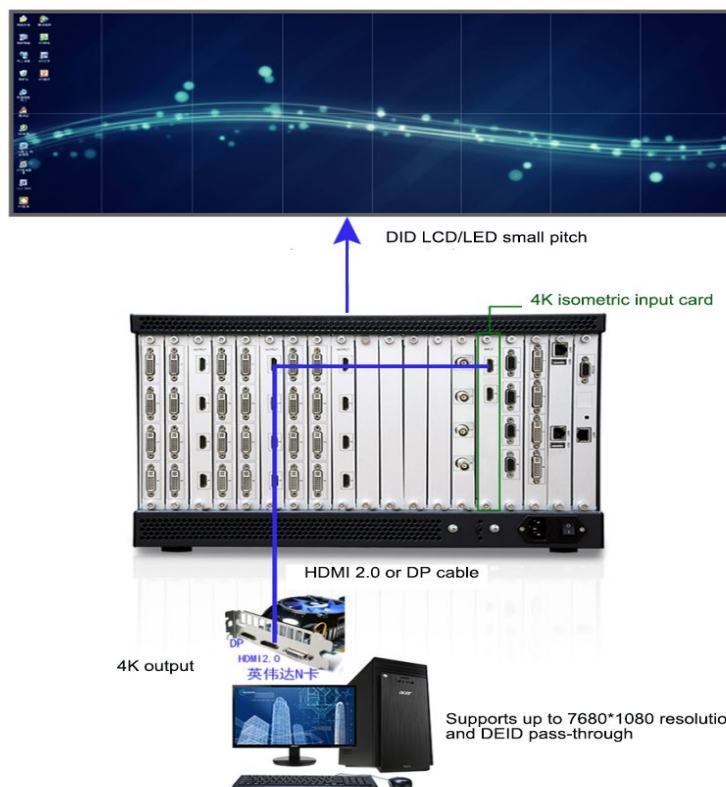 DID LCD/LED small pitch
4K isometric input card
HDMI 2.0 or DP cable
DP
HDMI2.0
英伟达N卡
4K output
acer
Supports up to 7680*1080 resolutio
and DEID pass-through